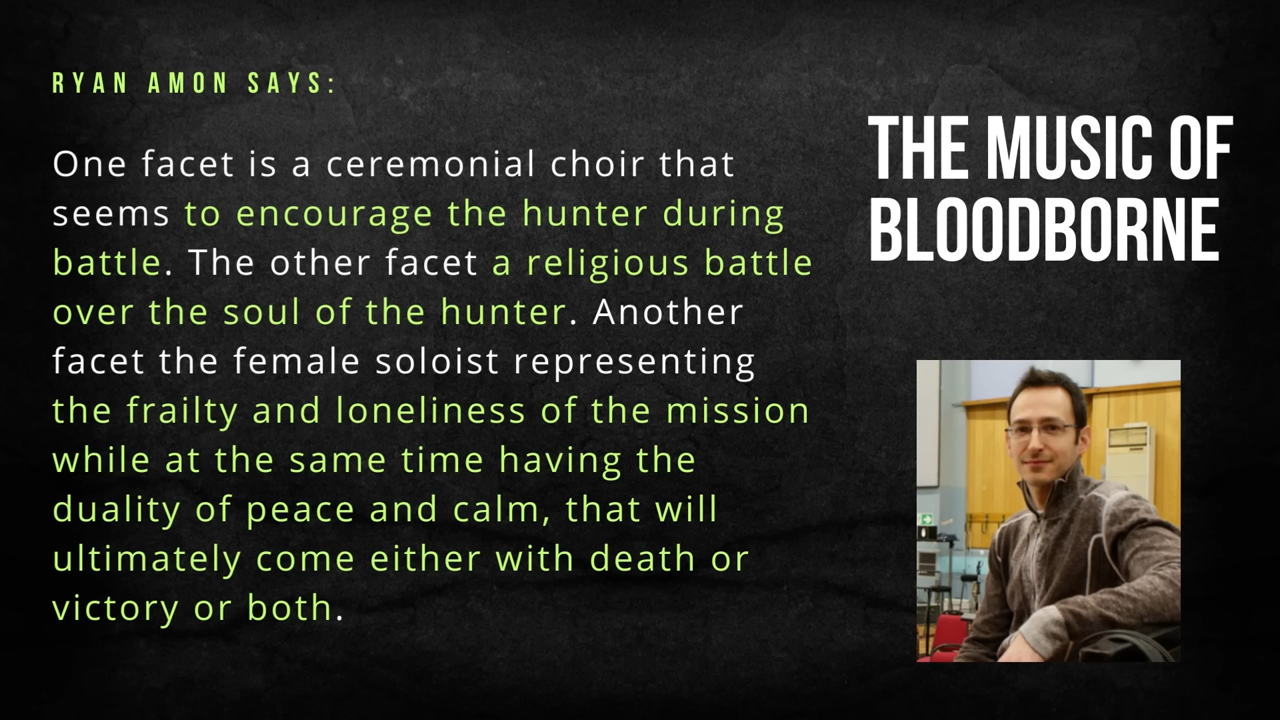 RYAN AMON SAYS:
One facet is a ceremonial choir that
seems to encourage the hunter during
battle. The other facet a religious battle
over the soul of the hunter. Another
facet the female soloist representing
the frailty and loneliness of the mission
while at the same time having the
duality of peace and calm, that will
ultimately come either with death or
victory or both.
THE MUSIC OF
BLOODBORNE